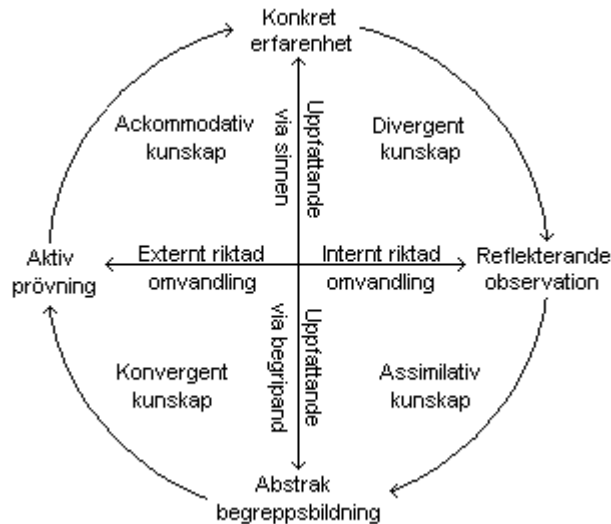 Konkret
erfarenhet
Ackommodativ
kunskap
Uppfattande
via sinnen
Divergent
kunskap
Aktiv
prövning
Externt riktad
omvandling
Internt riktad
omvandling
Reflekterande
observation
Konvergent
kunskap
Uppfattande
via begripand
Assimilativ
kunskap
Abstrak
begreppsbildning